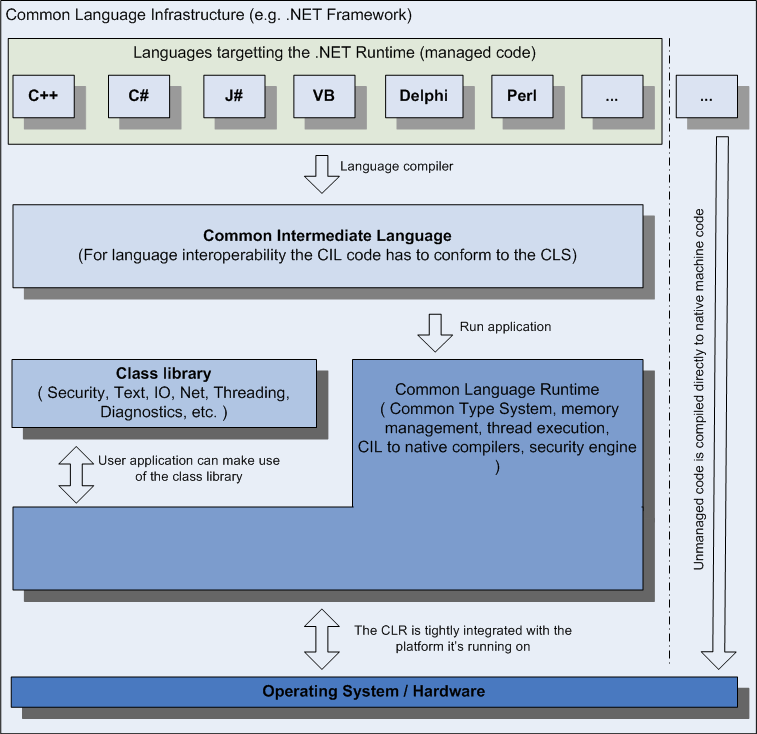 Common Language Infrastructure (e.g. .NET Framework)
Languages targetting the .NET Runtime (managed code)
C++
C#
J#
VB
Delphi
Perl
...
...
Language compiler
Common Intermediate Language
(For language interoperability the CIL code has to conform to the CLS)
Run application
Class library
( Security, Text, IO, Net, Threading,
Diagnostics, etc. )
Common Language Runtime
( Common Type System, memory
management, thread execution,
CIL to native compilers, security engine
)
User application can make use
of the class library
Unmanaged code is compiled directly to native machine code
The CLR is tightly integrated with the
platform it's running on
Operating System / Hardware